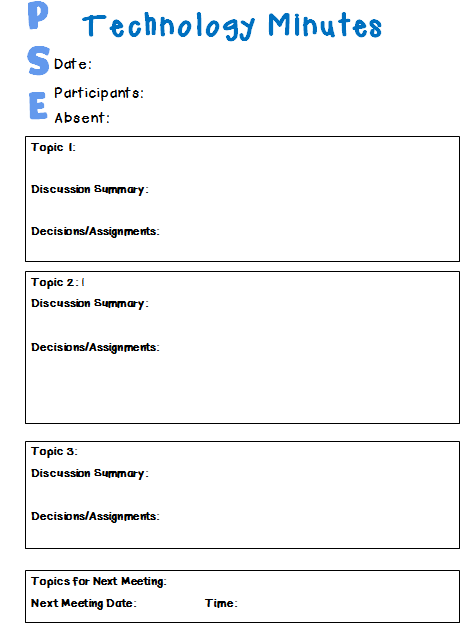 P
Technology Minutes
S
Date:
E
Participants:
Absent:
Topic 1:
Discussion Summary:
Decisions/Assignments:
Topic 2:
Discussion Summary:
Decisions/Assignments:
Topic 3:
Discussion Summary:
Decisions/Assignments:
Topics for Next Meeting:
Next Meeting Date: Time: